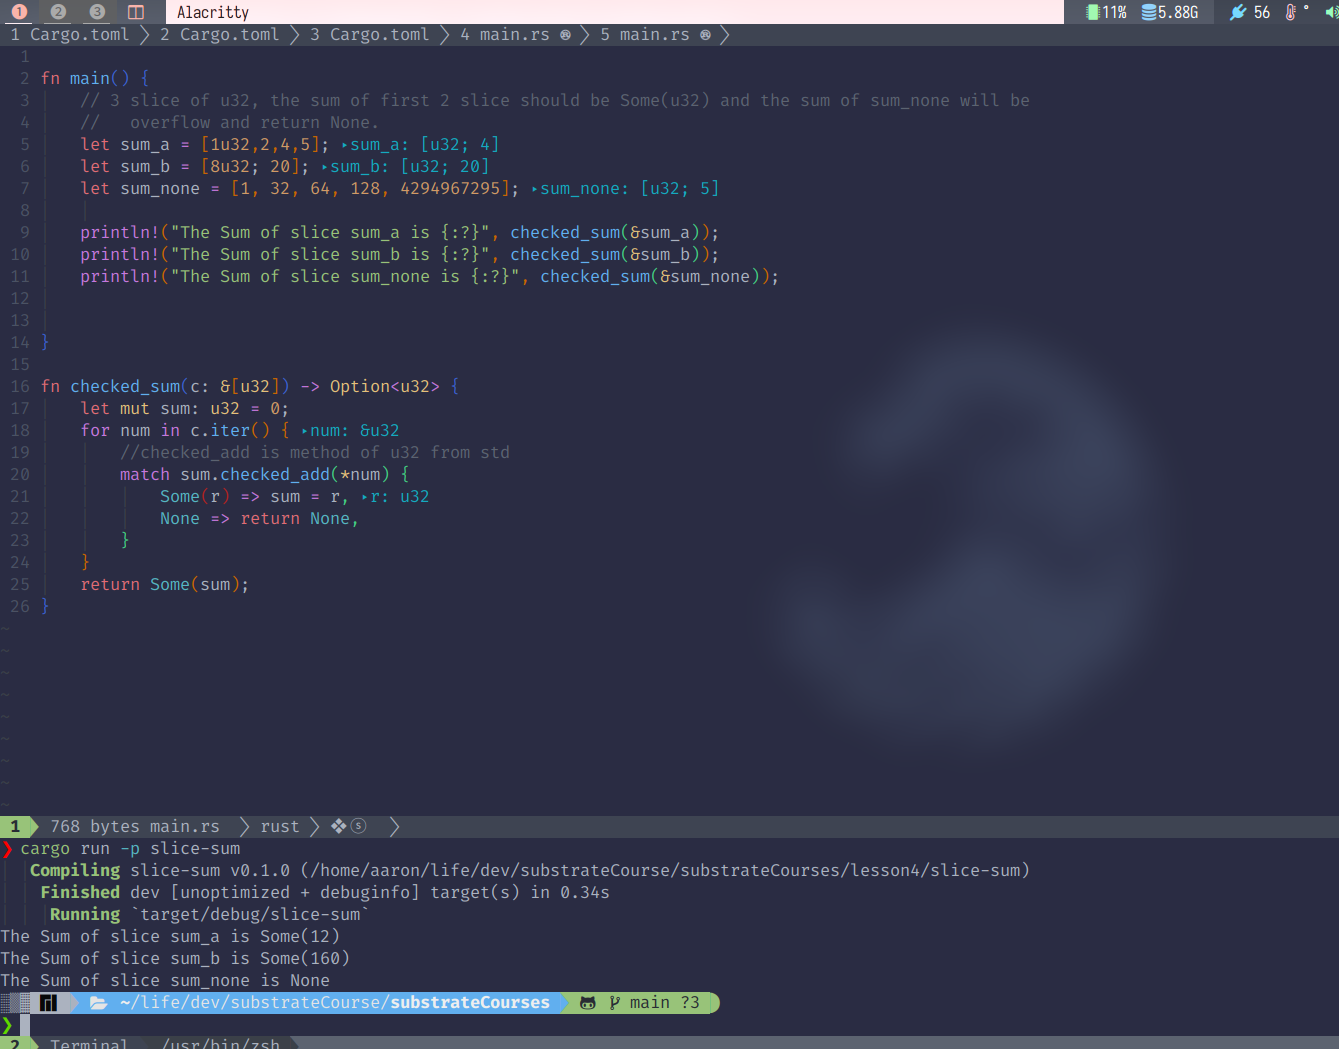 1 2 3 Alacritty 11% 5.88G 56 °
1 Cargo.toml 2 Cargo.toml 3 Cargo.toml 4 main.rs 5 main.rs
1
2 fn main() {
3 // 3 slice of u32, the sum of first 2 slice should be Some(u32) and the sum of sum_none will be
4 //   overflow and return None.
5 let sum_a = [1u32,2,4,5]; ‣sum_a: [u32; 4]
6 let sum_b = [8u32; 20]; ‣sum_b: [u32; 20]
7 let sum_none = [1, 32, 64, 128, 4294967295]; ‣sum_none: [u32; 5]
8
9 println!("The Sum of slice sum_a is {:?}", checked_sum(&sum_a));
10 println!("The Sum of slice sum_b is {:?}", checked_sum(&sum_b));
11 println!("The Sum of slice sum_none is {:?}", checked_sum(&sum_none));
12
13
14 }
15
16 fn checked_sum(c: &[u32]) -> Option<u32> {
17 let mut sum: u32 = 0;
18 for num in c.iter() { ‣num: &u32
19 //checked_add is method of u32 from std
20 match sum.checked_add(*num) {
21 Some(r) => sum = r, ‣r: u32
22 None => return None,
23 }
24 }
25 return Some(sum);
26 }
~
~
~
~
~
~
~
~
~
1 768 bytes main.rs rust ❖ⓢ
❯ cargo run -p slice-sum
Compiling slice-sum v0.1.0 (/home/aaron/life/dev/substrateCourse/substrateCourses/lesson4/slice-sum)
Finished dev [unoptimized + debuginfo] target(s) in 0.34s
Running `target/debug/slice-sum`
The Sum of slice sum_a is Some(12)
The Sum of slice sum_b is Some(160)
The Sum of slice sum_none is None
~/life/dev/substrateCourse/substrateCourses main ?3
❯
2 Terminal /usr/bin/zsh